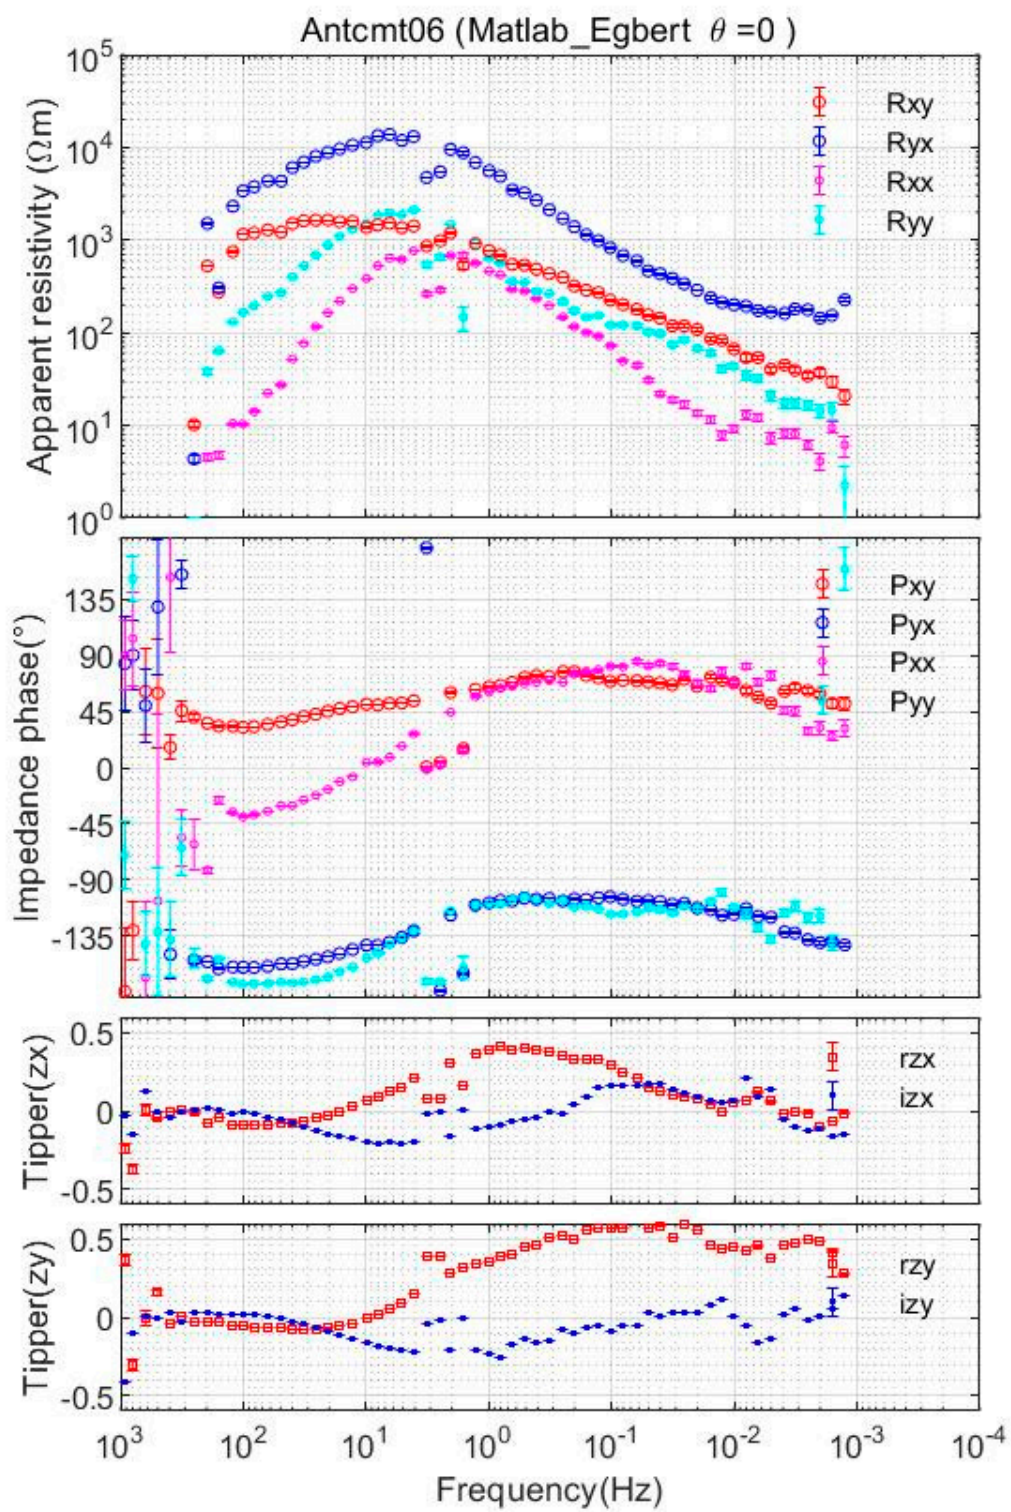 Antcmt06 (Matlab_Egbert θ =0 )
Apparent resistivity (Ωm)
10^5
10^4
10^3
10^2
10^1
10^0
Rxy
Ryx
Rxx
Ryy
Impedance phase(°)
135
90
45
0
-45
-90
-135
Pxy
Pyx
Pxx
Pyy
Tipper(zx)
0.5
0
-0.5
rzx
izx
Tipper(zy)
0.5
0
-0.5
rzy
izy
10^3 10^2 10^1 10^0 10^-1 10^-2 10^-3 10^-4
Frequency(Hz)